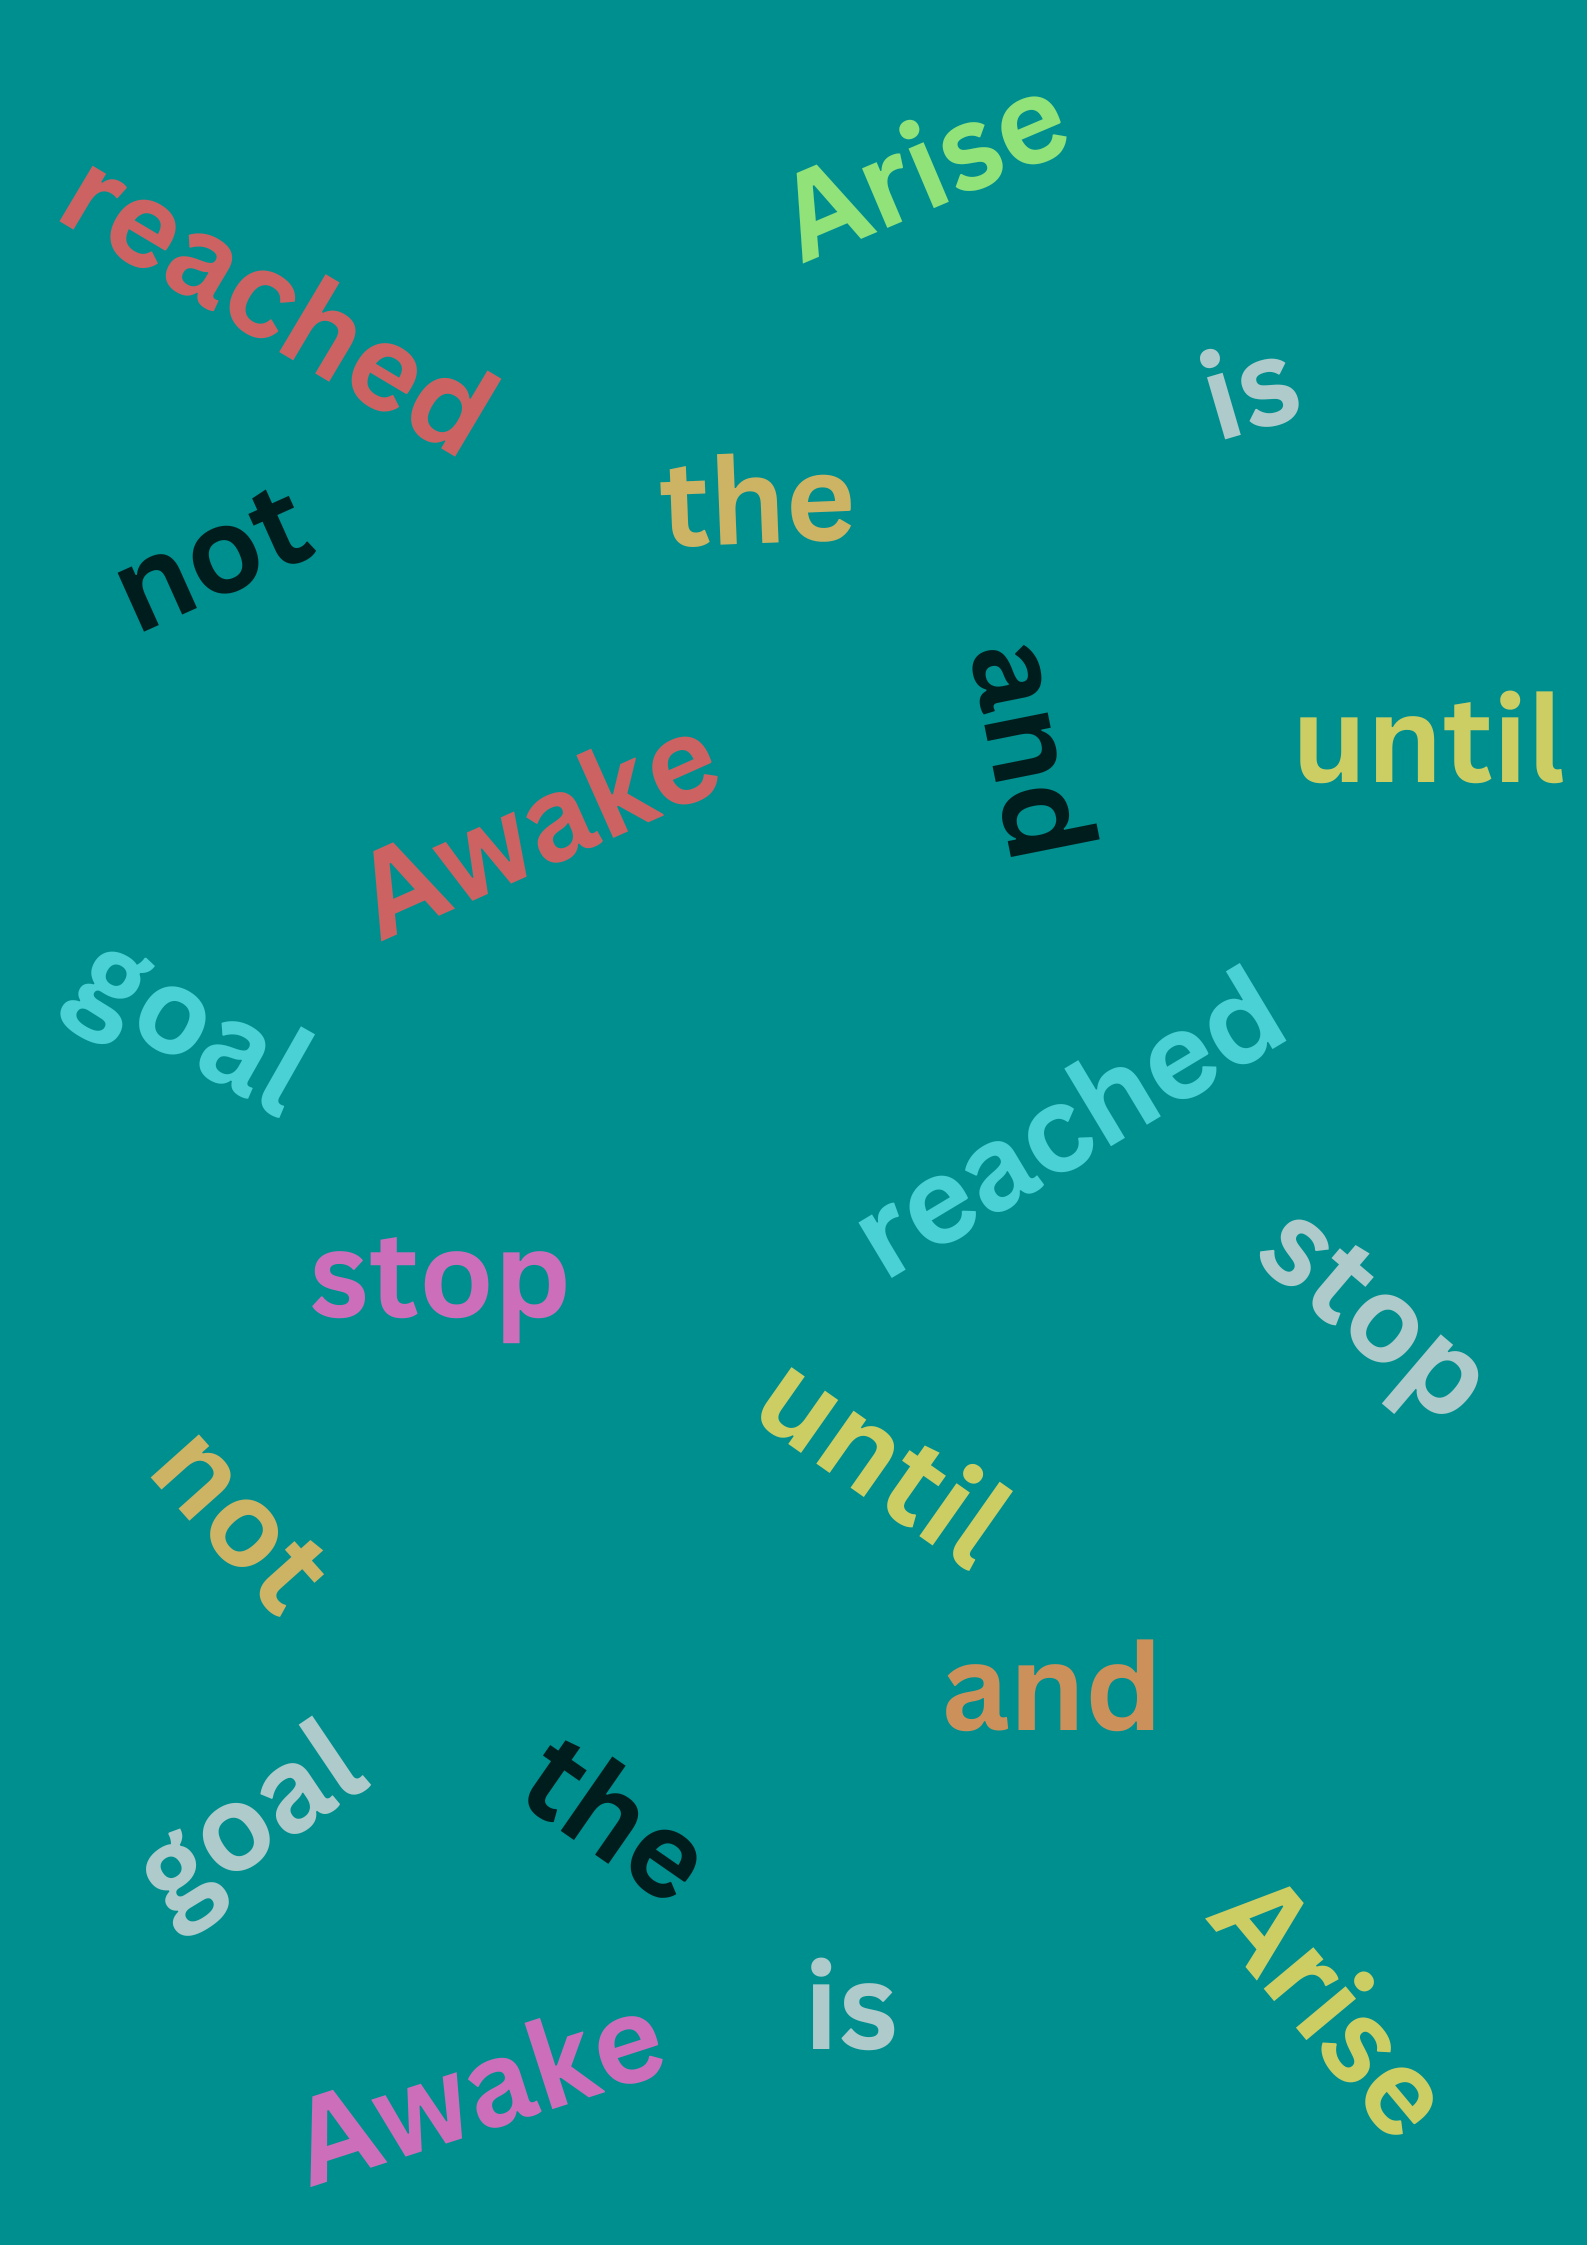 Arise
reached
is
the
not
and
until
Awake
goal
reached
stop
stop
until
not
and
goal
the
Arise
is
Awake